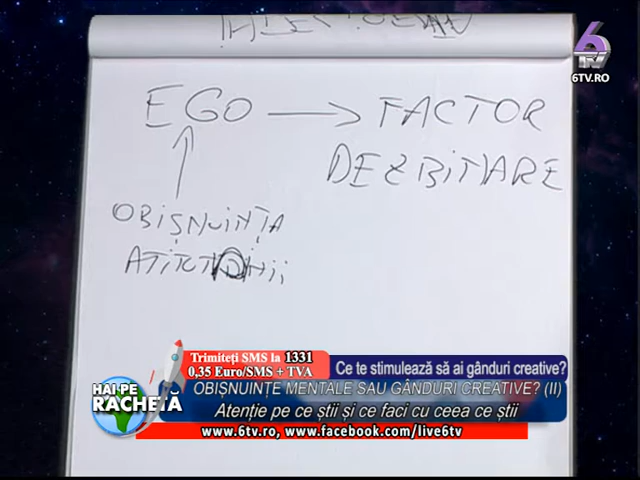 6
TV
6TV.RO
EGO → FACTOR
DEZBINARE
OBIȘNUINȚA
Trimiteți SMS la 1331
0,35 Euro/SMS + TVA
Ce te stimulează să ai gânduri creative?
HAI PE
RACHETĂ
OBIȘNUINȚE MENTALE SAU GÂNDURI CREATIVE? (II)
Atenție pe ce știi și ce faci cu ceea ce știi
www.6tv.ro, www.facebook.com/live6tv